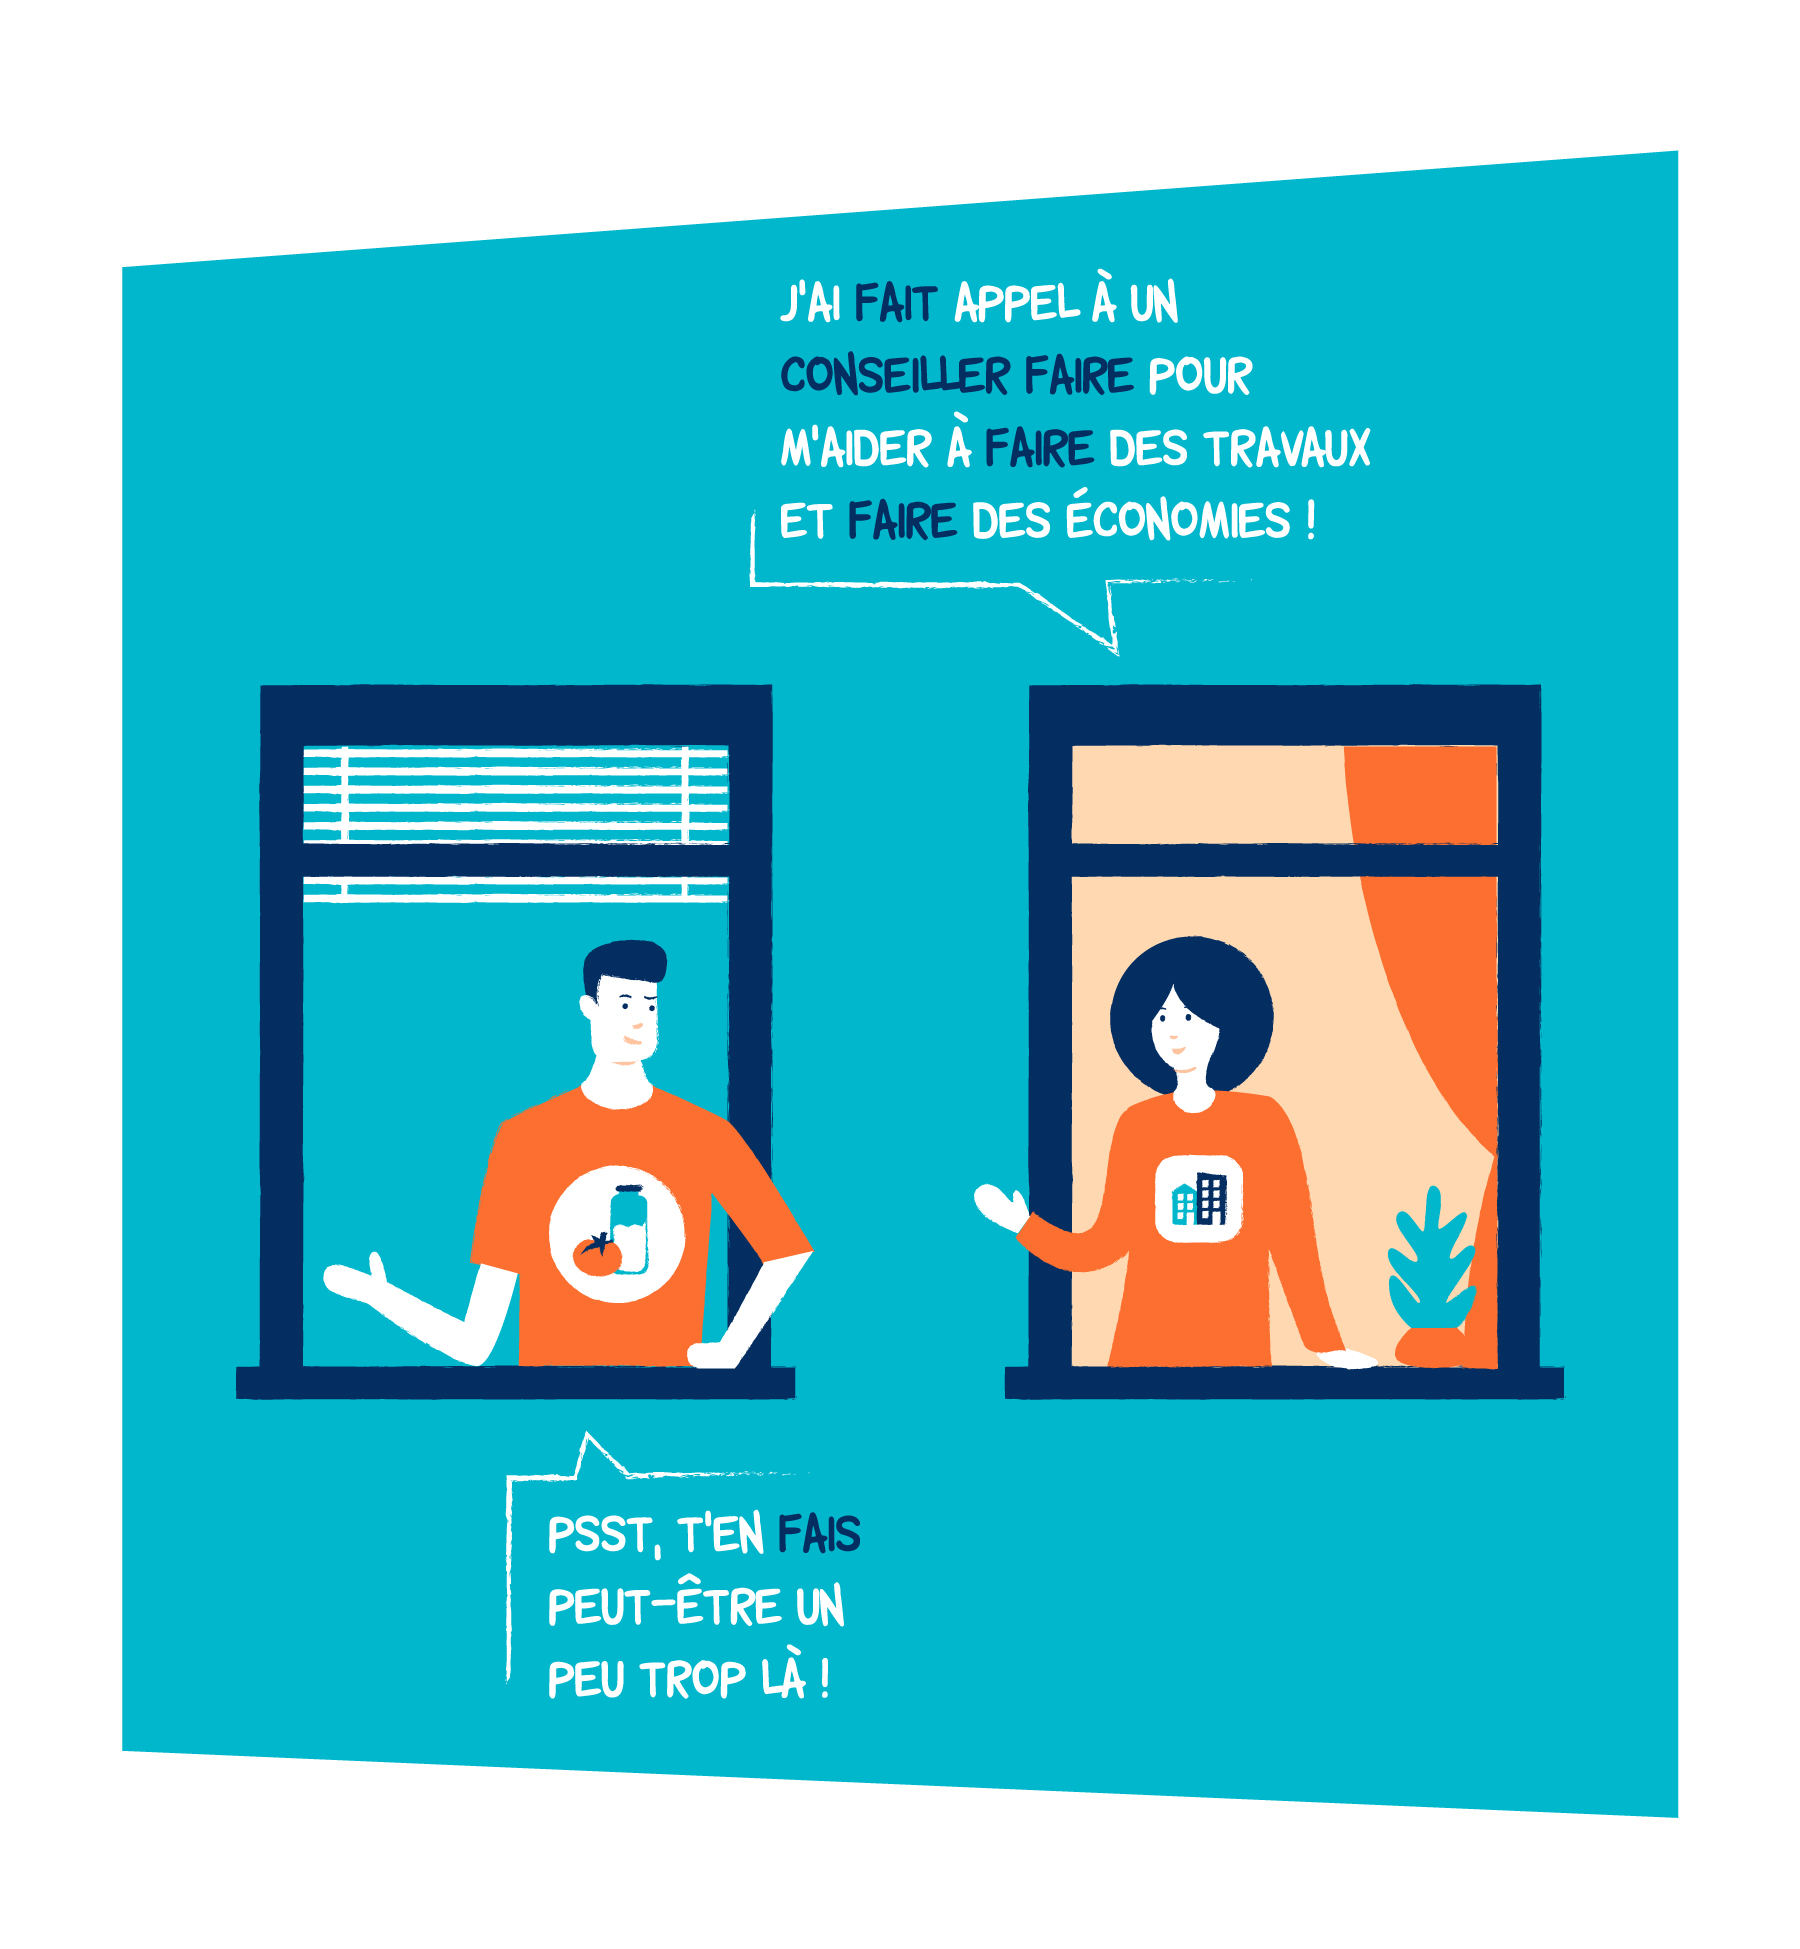 J'AI FAIT APPEL À UN
CONSEILLER FAIRE POUR
M'AIDER À FAIRE DES TRAVAUX
ET FAIRE DES ÉCONOMIES !
PSST, T'EN FAIS
PEUT-ÊTRE UN
PEU TROP LÀ !